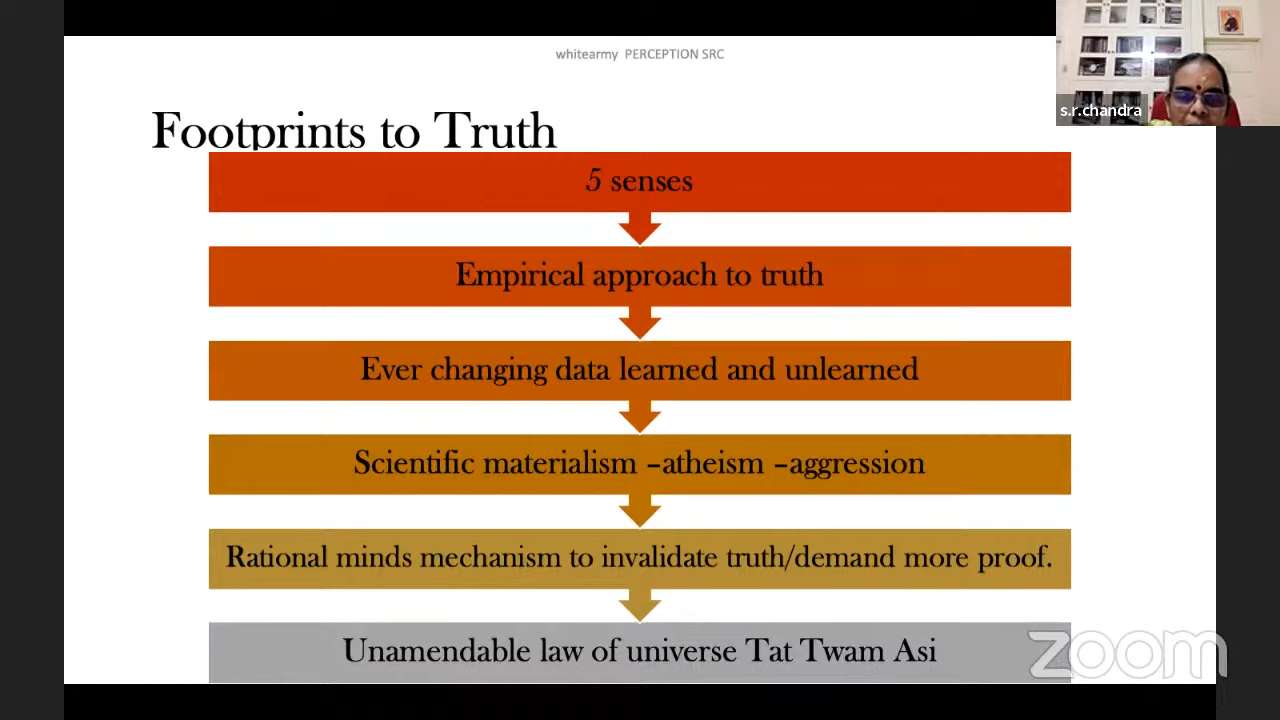 whitearmy PERCEPTION SRC
s.r.chandra
Footprints to Truth
5 senses
Empirical approach to truth
Ever changing data learned and unlearned
Scientific materialism –atheism –aggression
Rational minds mechanism to invalidate truth/demand more proof.
Unamendable law of universe Tat Twam Asi
zoom